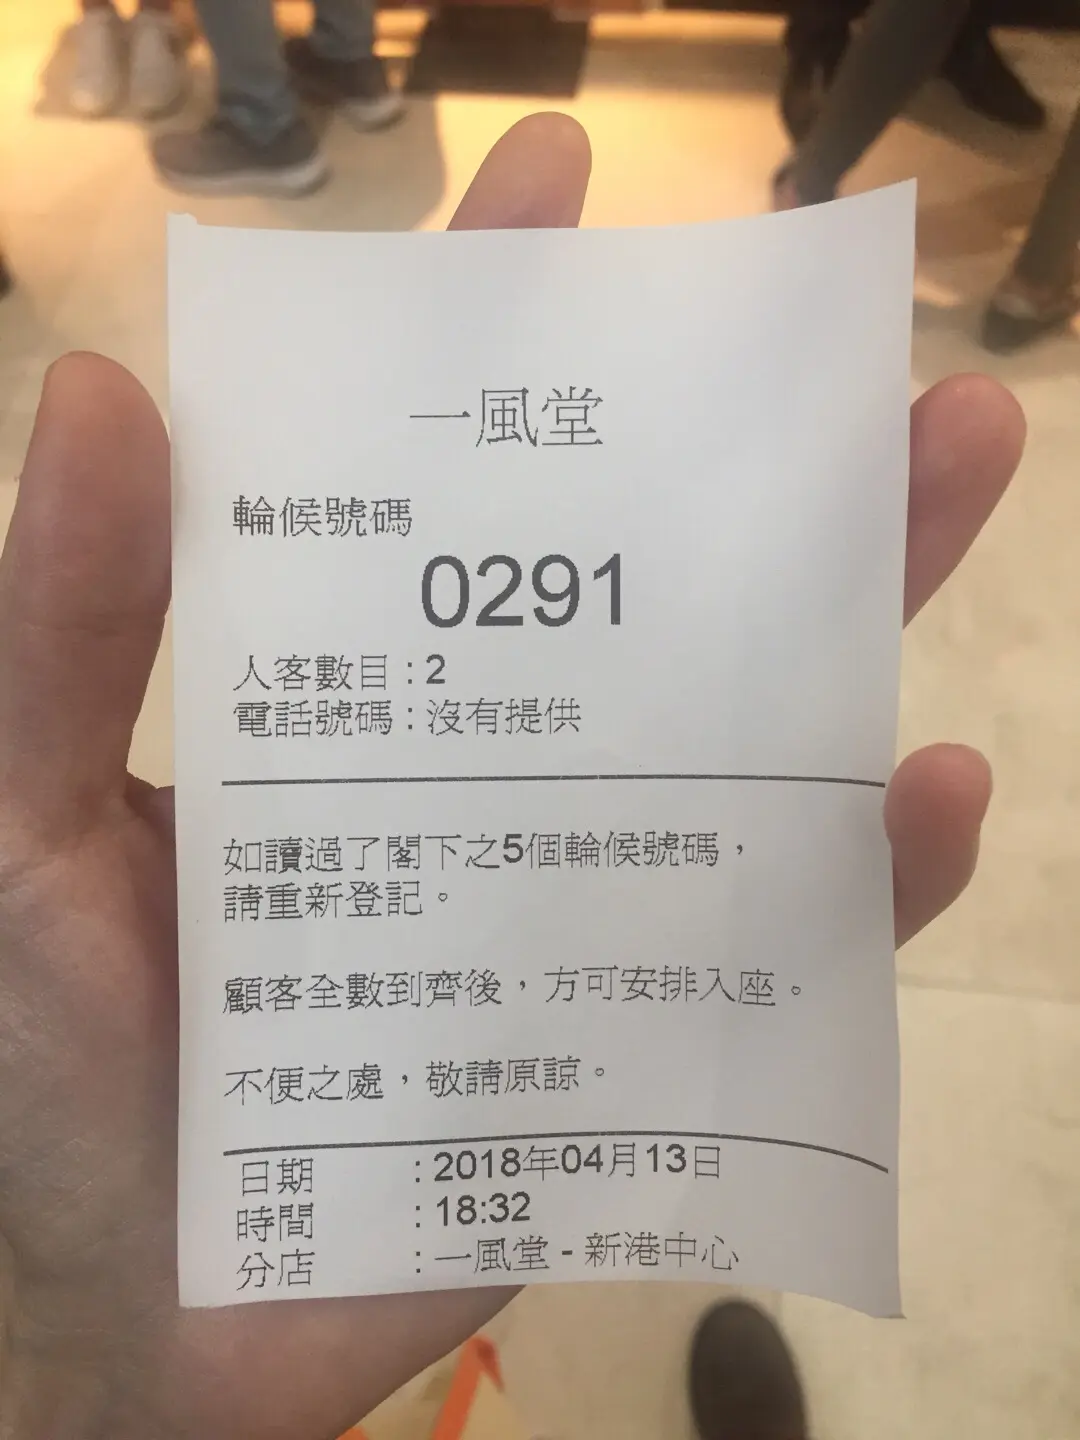 一風堂
輪候號碼
0291
人客數目 : 2
電話號碼 : 沒有提供
如讀過了閣下之5個輪候號碼，
請重新登記。
顧客全數到齊後，方可安排入座。
不便之處，敬請原諒。
日期 : 2018年04月13日
時間 : 18:32
分店 : 一風堂 - 新港中心